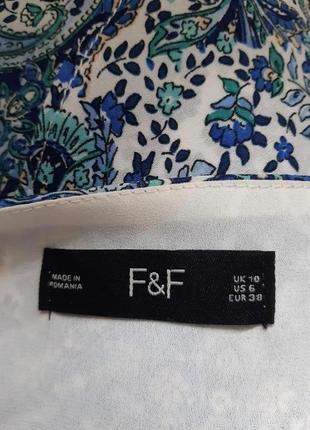 MADE IN
ROMANIA
F&F
UK 10
US 6
EUR 38